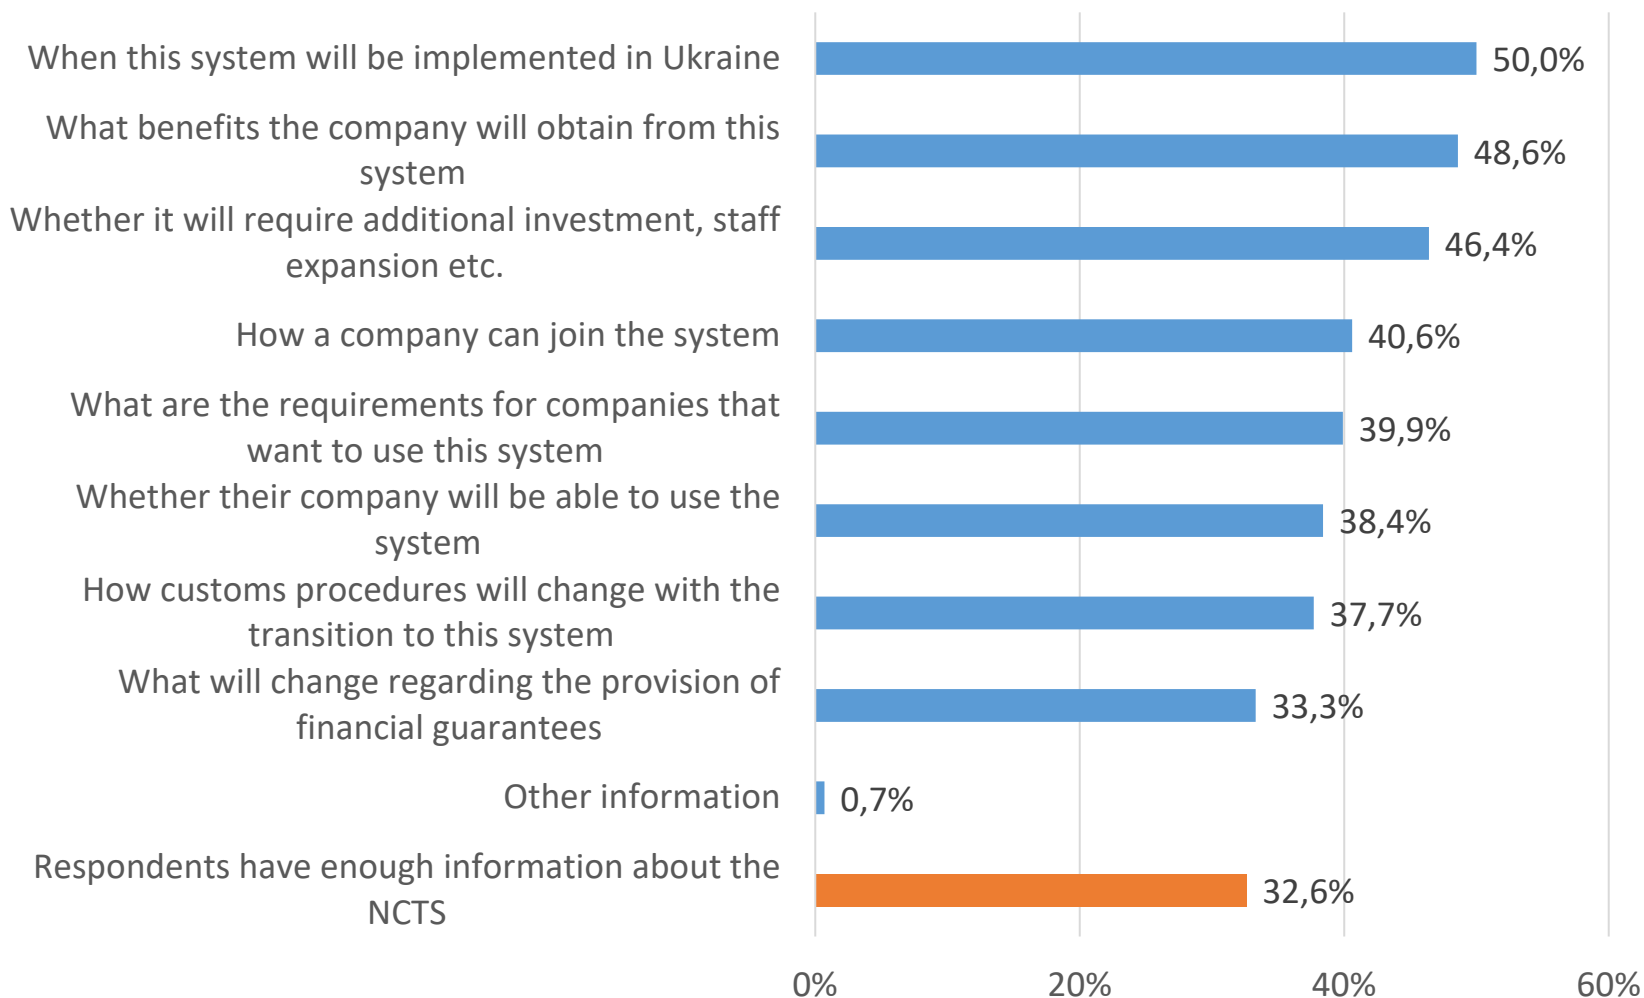 When this system will be implemented in Ukraine
50,0%
What benefits the company will obtain from this
system
48,6%
Whether it will require additional investment, staff
expansion etc.
46,4%
How a company can join the system
40,6%
What are the requirements for companies that
want to use this system
39,9%
Whether their company will be able to use the
system
38,4%
How customs procedures will change with the
transition to this system
37,7%
What will change regarding the provision of
financial guarantees
33,3%
Other information
0,7%
Respondents have enough information about the
NCTS
32,6%
0%
20%
40%
60%